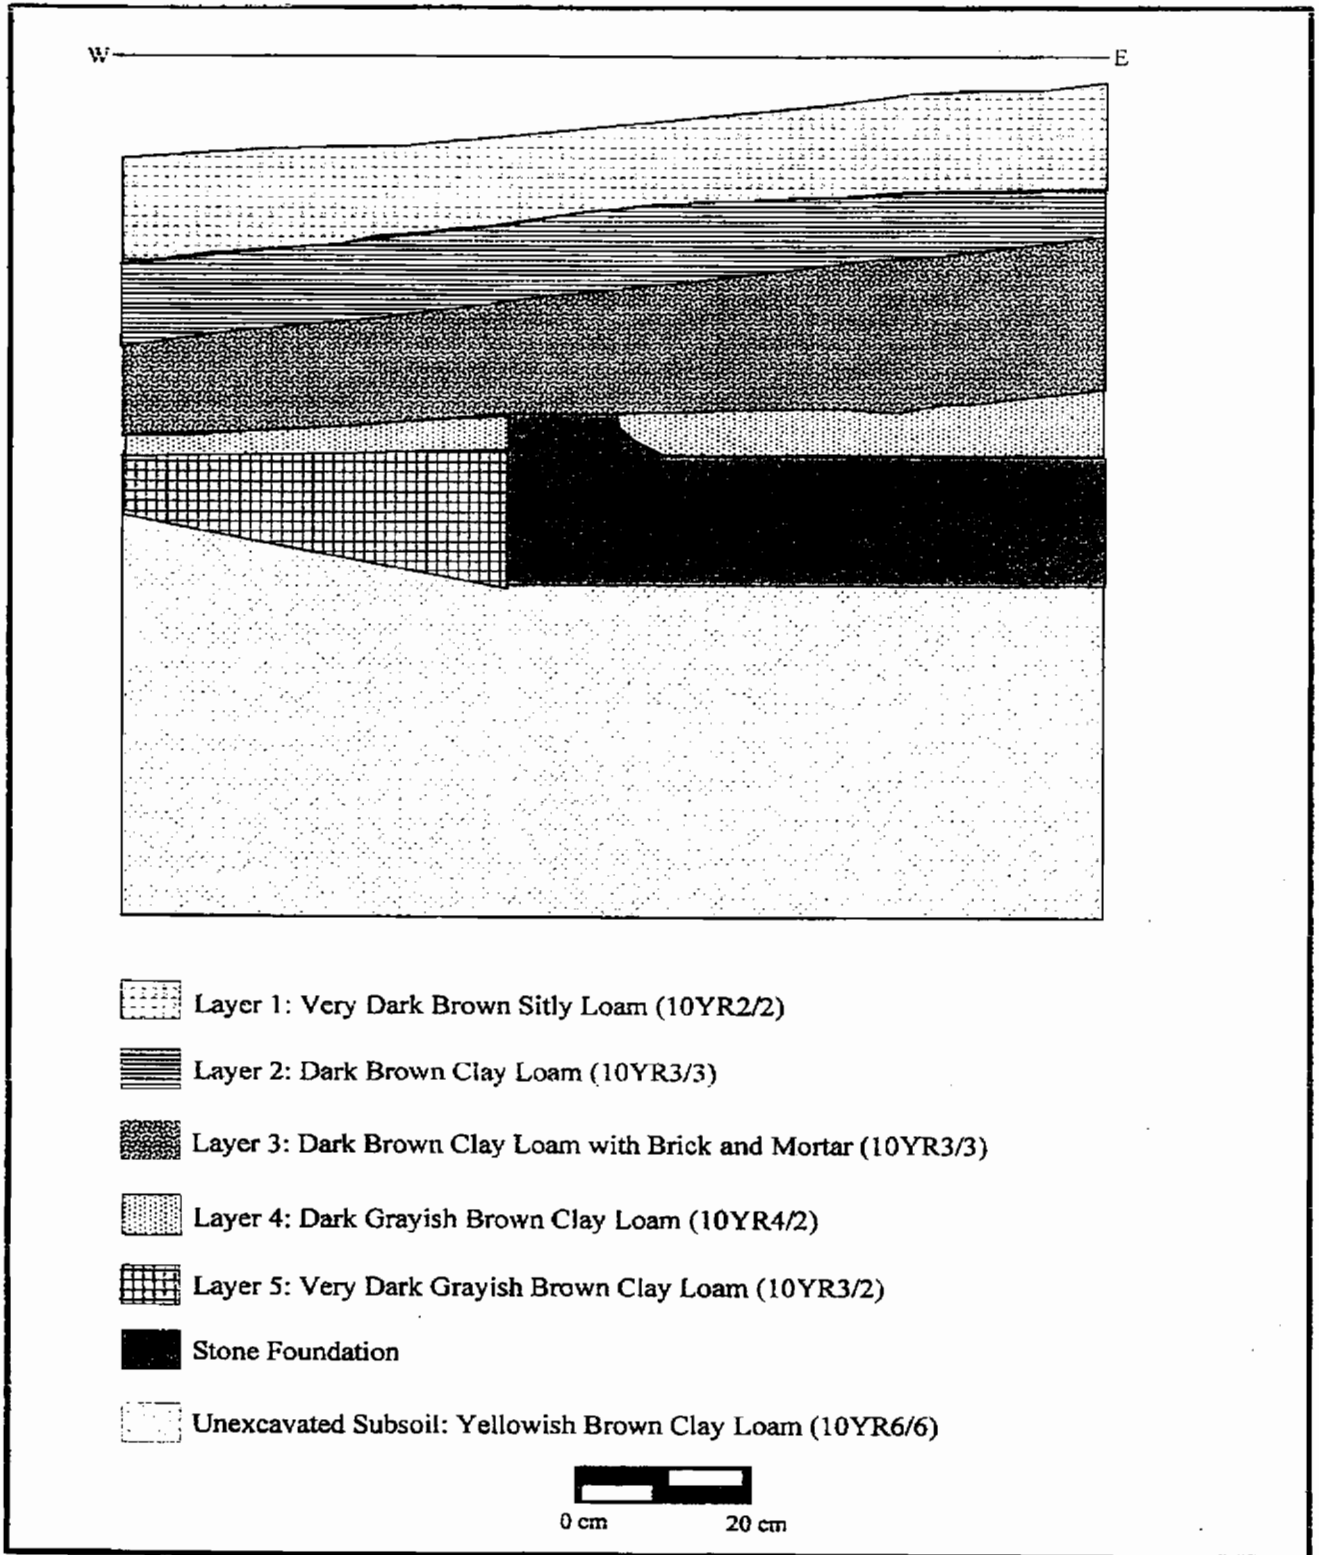 W E
Layer 1: Very Dark Brown Sitly Loam (10YR2/2)
Layer 2: Dark Brown Clay Loam (10YR3/3)
Layer 3: Dark Brown Clay Loam with Brick and Mortar (10YR3/3)
Layer 4: Dark Grayish Brown Clay Loam (10YR4/2)
Layer 5: Very Dark Grayish Brown Clay Loam (10YR3/2)
Stone Foundation
Unexcavated Subsoil: Yellowish Brown Clay Loam (10YR6/6)
0 cm 20 cm